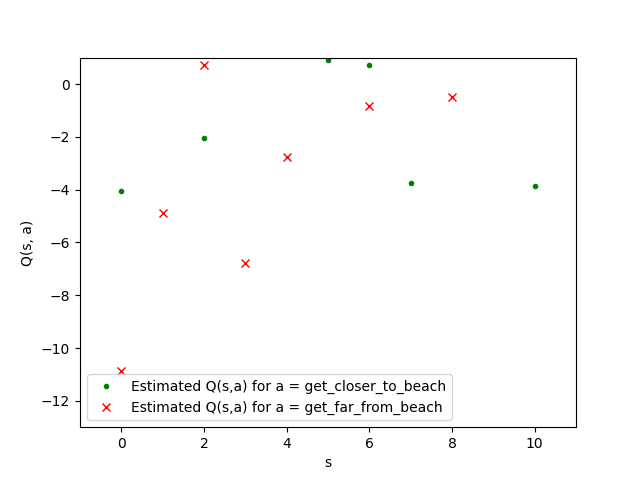 0
−2
−4
−6
−8
−10
−12
Q(s, a)
Estimated Q(s,a) for a = get_closer_to_beach
Estimated Q(s,a) for a = get_far_from_beach
0 2 4 6 8 10
s